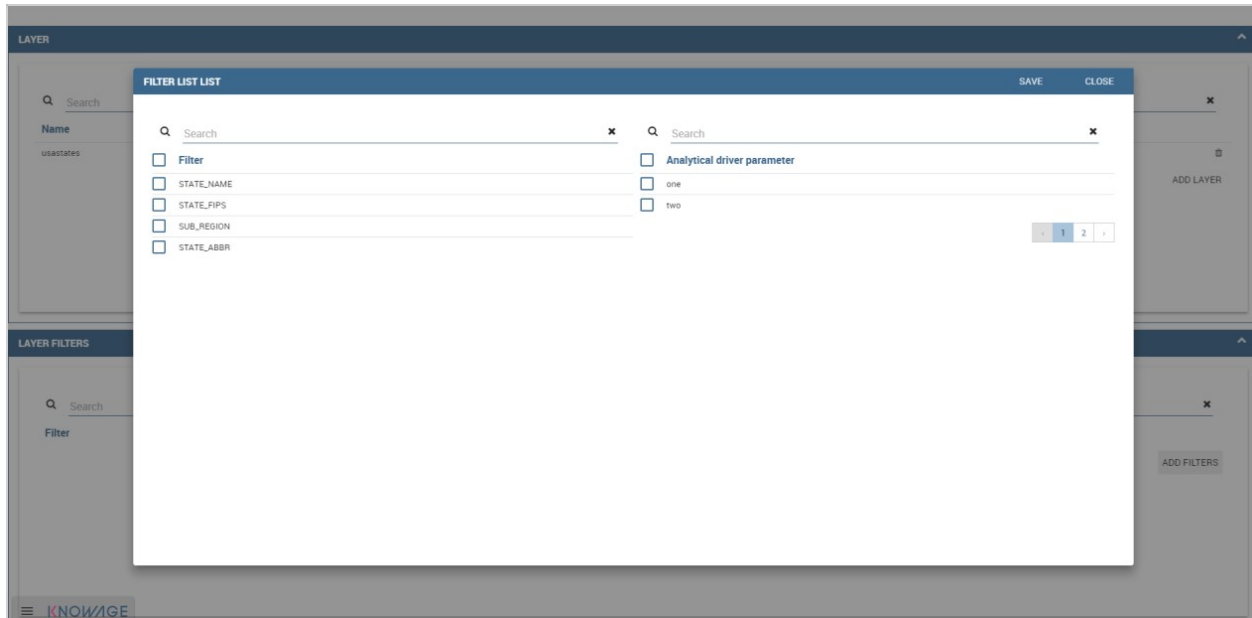 LAYER
FILTER LIST LIST SAVE CLOSE
Search
Search Search
Name
Filter Analytical driver parameter
usastates
STATE_NAME one
ADD LAYER
STATE_FIPS two
SUB_REGION
‹ 1 2 ›
STATE_ABBR
LAYER FILTERS
Search
Filter
ADD FILTERS
KNOWAGE